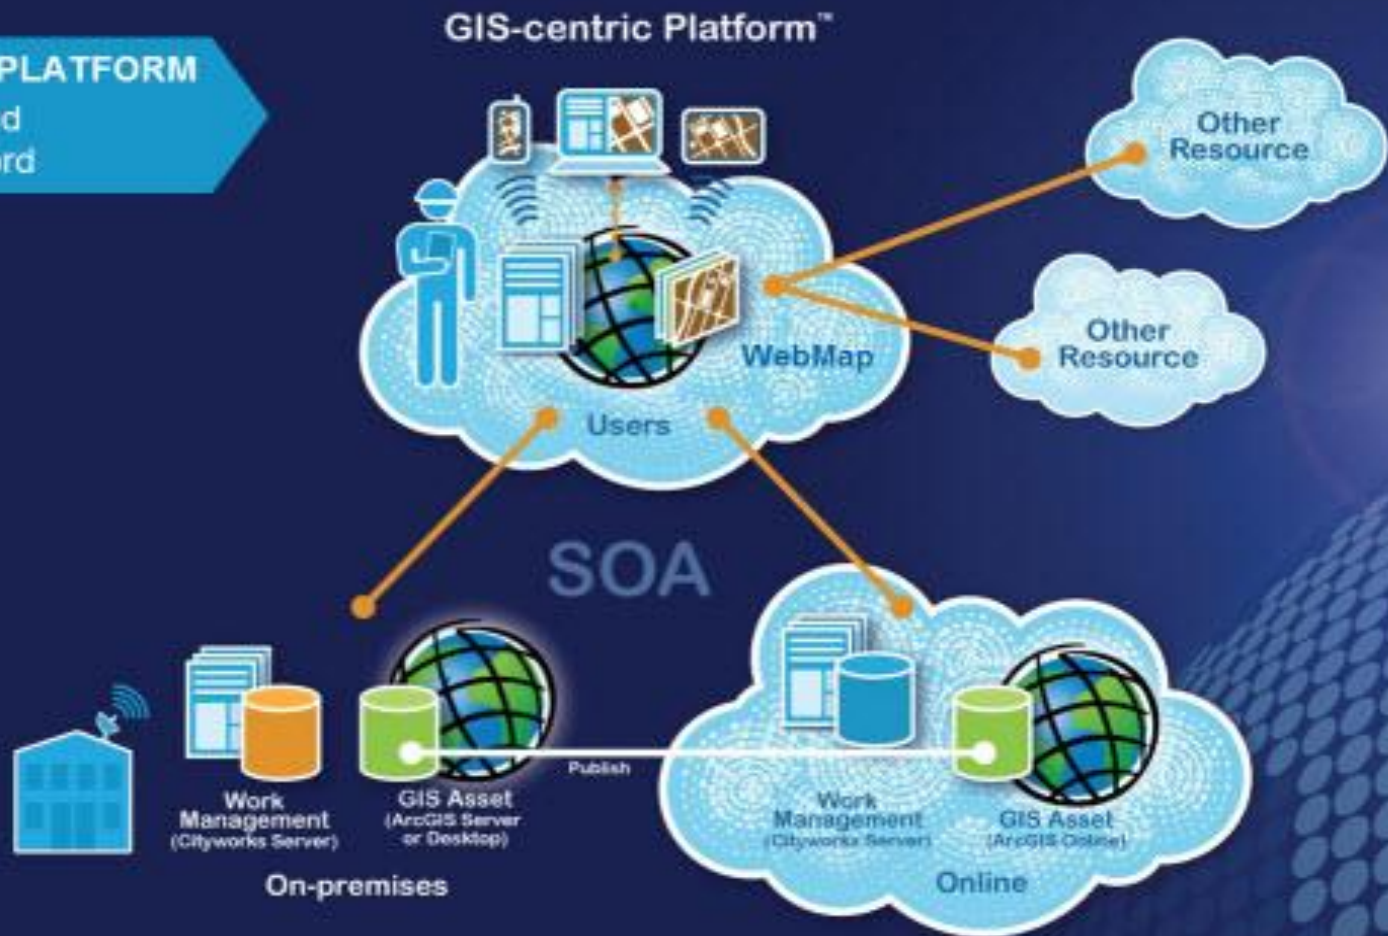 GIS-centric Platform™
PLATFORM
d
rd
Other
Resource
Other
Resource
WebMap
Users
SOA
Publish
Work
Management
(Cityworks Server)
GIS Asset
(ArcGIS Server
or Desktop)
On-premises
Work
Management
(Cityworks Server)
GIS Asset
(ArcGIS Online)
Online